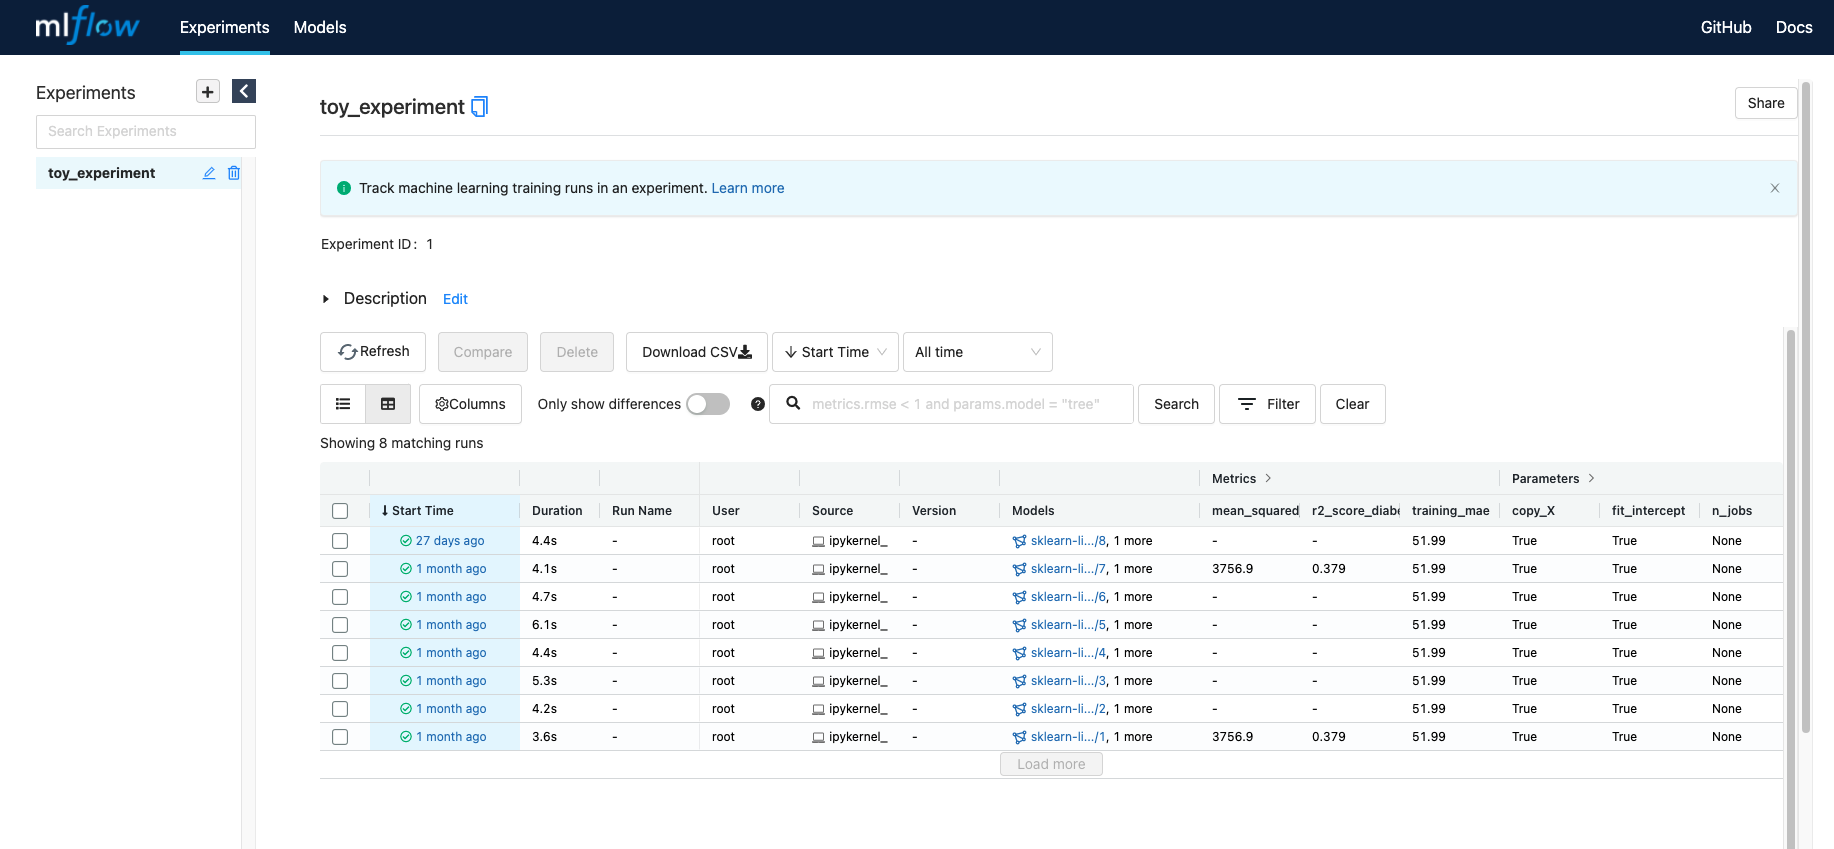 mlflow Experiments Models GitHub Docs
Experiments
Search Experiments
toy_experiment
toy_experiment
Share
Track machine learning training runs in an experiment. Learn more
Experiment ID: 1
Description Edit
Refresh Compare Delete Download CSV Start Time All time
Columns Only show differences metrics.rmse < 1 and params.model = "tree" Search Filter Clear
Showing 8 matching runs
Metrics > Parameters >
↓ Start Time Duration Run Name User Source Version Models mean_squared r2_score_diabe training_mae copy_X fit_intercept n_jobs
27 days ago 4.4s - root ipykernel_ - sklearn-li.../8, 1 more - - 51.99 True True None
1 month ago 4.1s - root ipykernel_ - sklearn-li.../7, 1 more 3756.9 0.379 51.99 True True None
1 month ago 4.7s - root ipykernel_ - sklearn-li.../6, 1 more - - 51.99 True True None
1 month ago 6.1s - root ipykernel_ - sklearn-li.../5, 1 more - - 51.99 True True None
1 month ago 4.4s - root ipykernel_ - sklearn-li.../4, 1 more - - 51.99 True True None
1 month ago 5.3s - root ipykernel_ - sklearn-li.../3, 1 more - - 51.99 True True None
1 month ago 4.2s - root ipykernel_ - sklearn-li.../2, 1 more - - 51.99 True True None
1 month ago 3.6s - root ipykernel_ - sklearn-li.../1, 1 more 3756.9 0.379 51.99 True True None
Load more